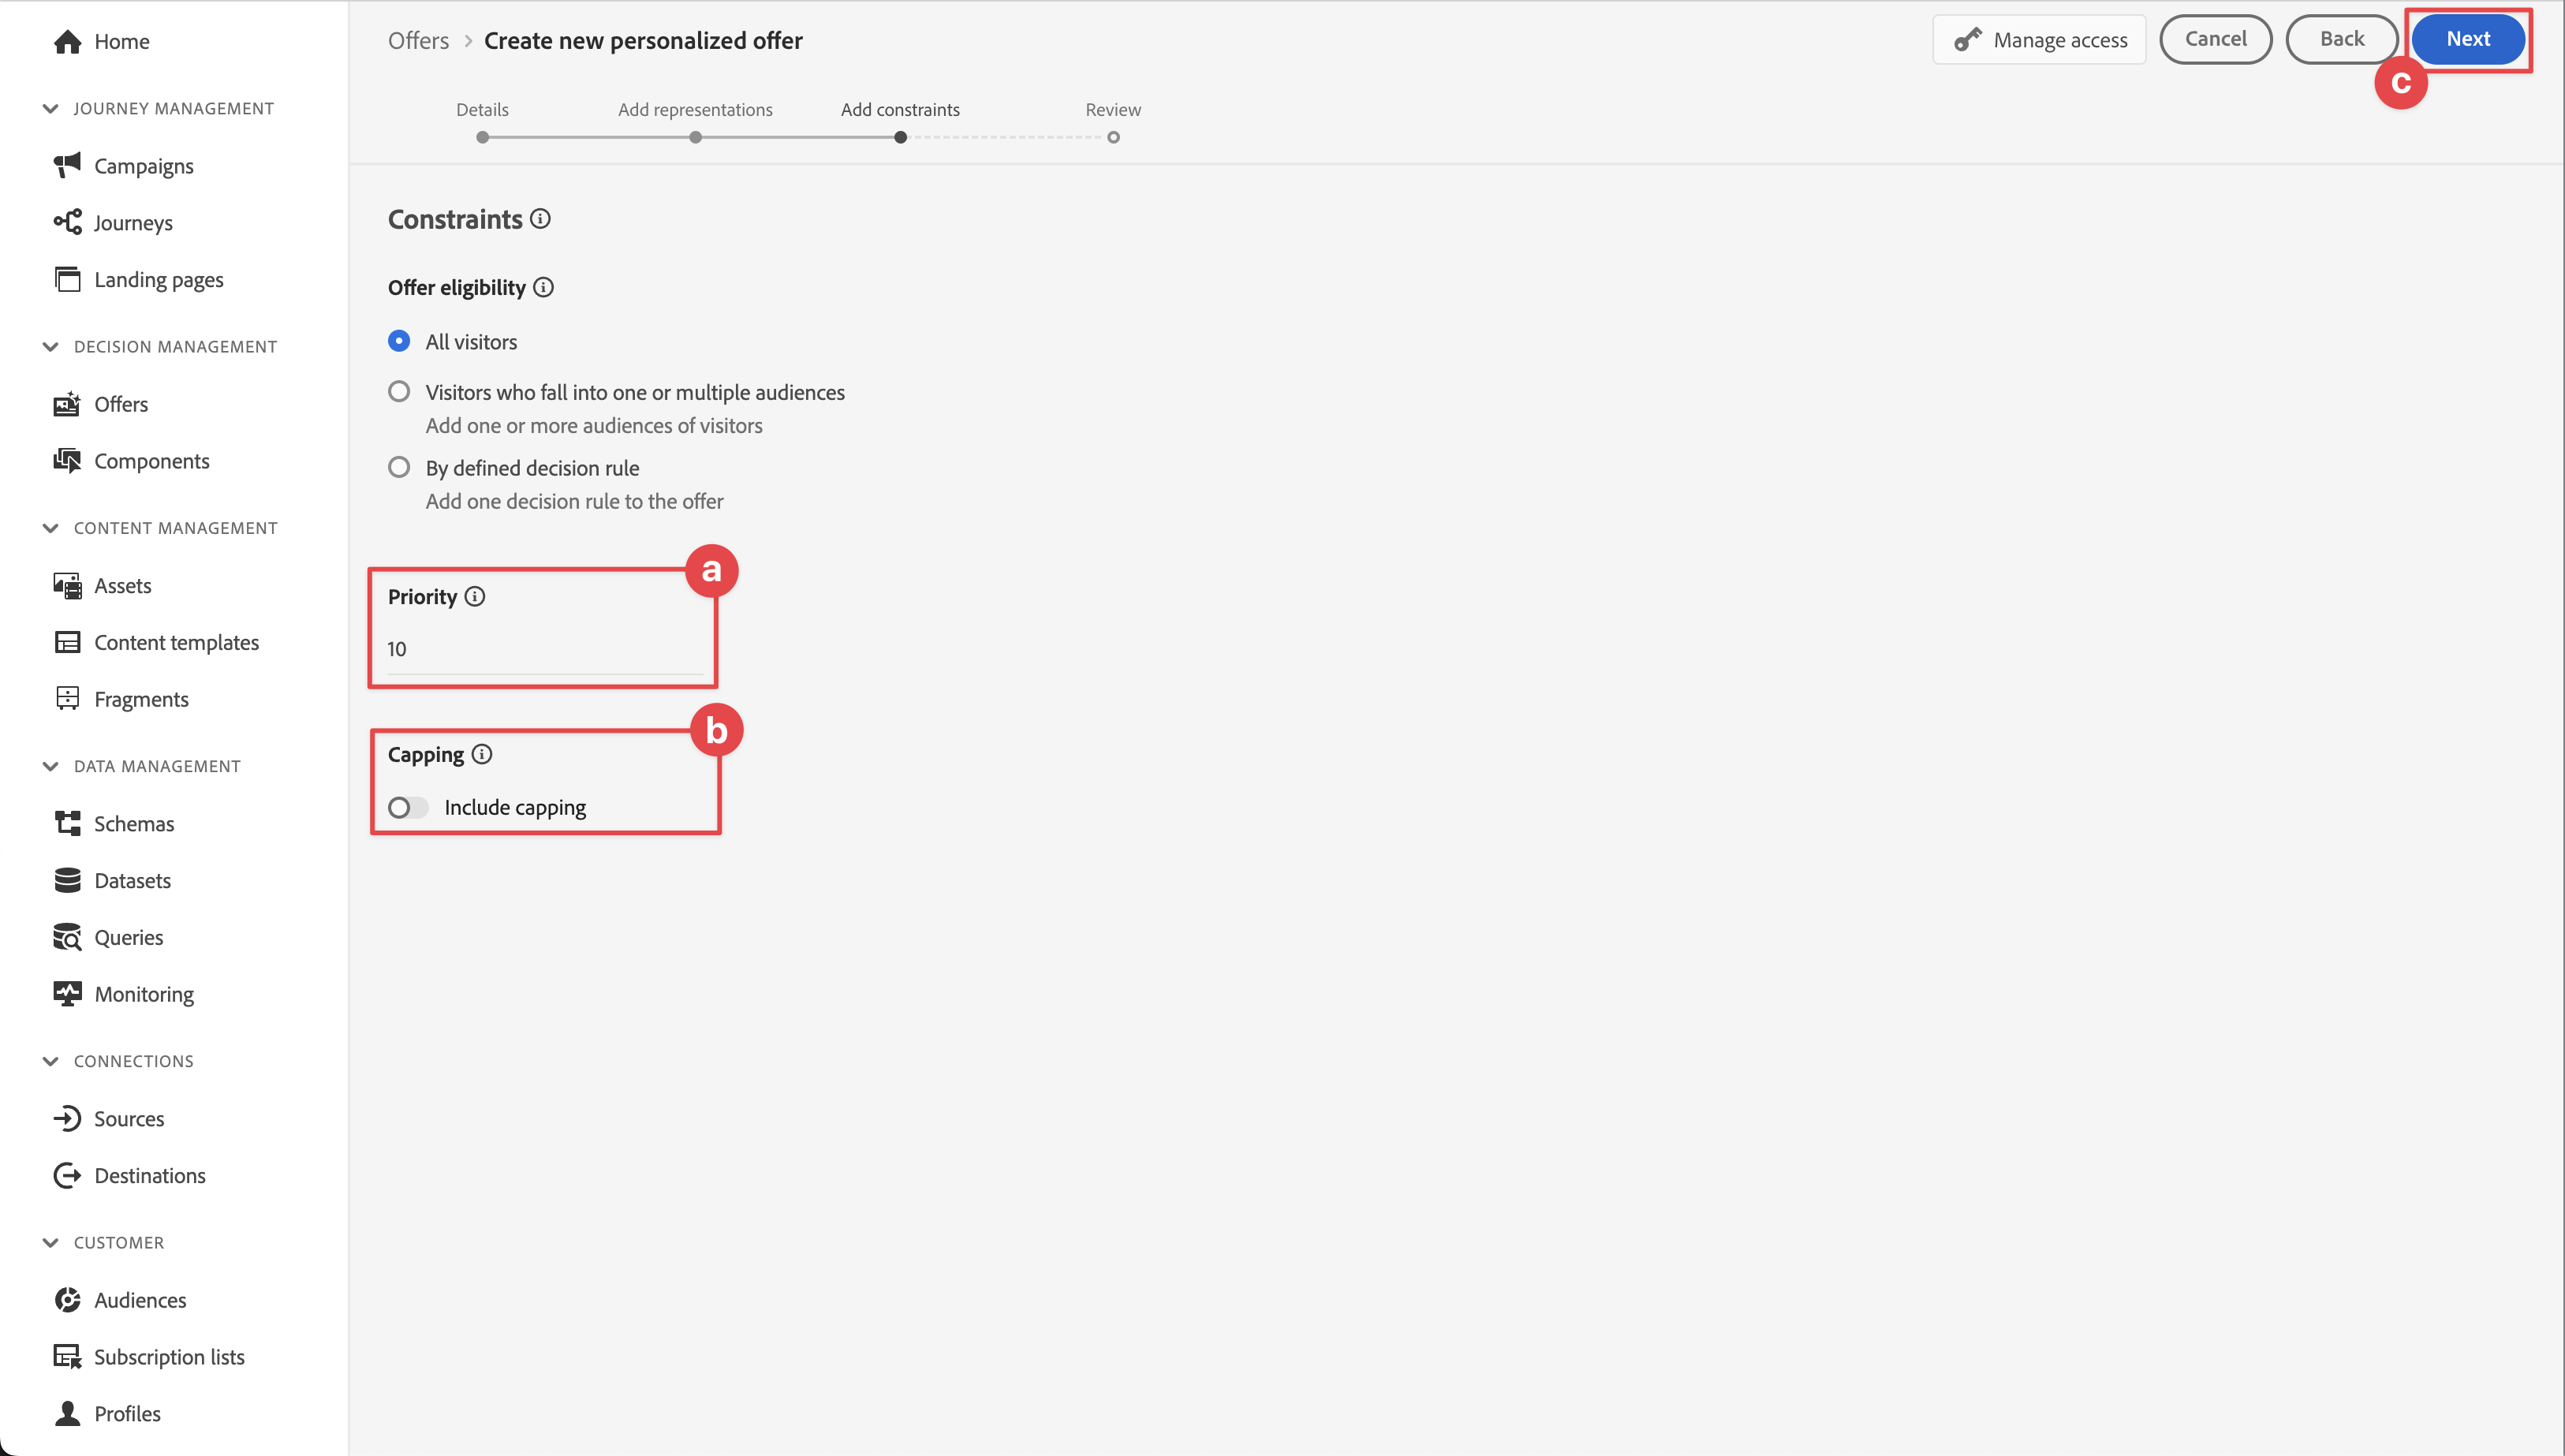 Home
JOURNEY MANAGEMENT
Campaigns
Journeys
Landing pages
DECISION MANAGEMENT
Offers
Components
CONTENT MANAGEMENT
Assets
Content templates
Fragments
DATA MANAGEMENT
Schemas
Datasets
Queries
Monitoring
CONNECTIONS
Sources
Destinations
CUSTOMER
Audiences
Subscription lists
Profiles
Offers > Create new personalized offer
Manage access
Cancel
Back
Next
c
Details
Add representations
Add constraints
Review
Constraints
Offer eligibility
All visitors
Visitors who fall into one or multiple audiences
Add one or more audiences of visitors
By defined decision rule
Add one decision rule to the offer
a
Priority
10
b
Capping
Include capping